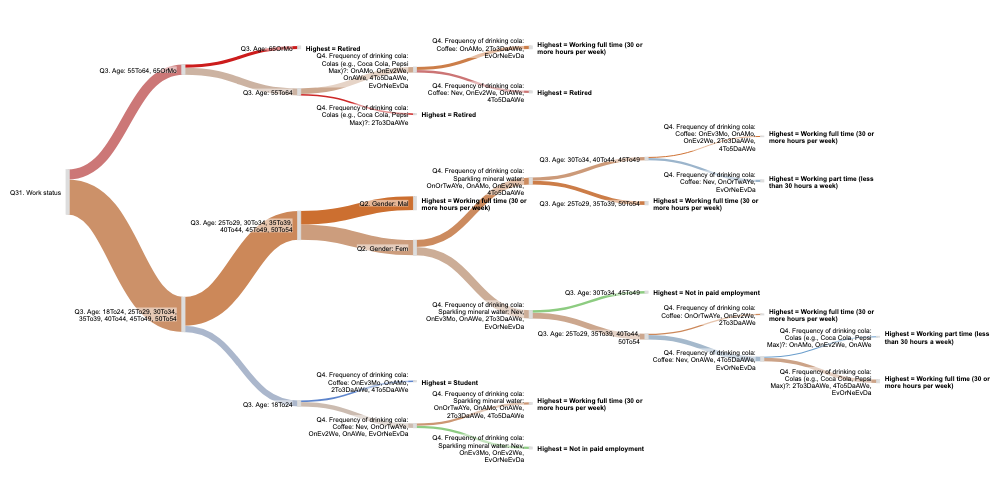 Q31. Work status
Q3. Age: 55To64, 65OrMo
Q3. Age: 65OrMo
Highest = Retired
Q3. Age: 55To64
Q4. Frequency of drinking cola:
Colas (e.g., Coca Cola, Pepsi
Max)?: OnAMo, OnEv2We,
OnAWe, 4To5DaAWe,
EvOrNeEvDa
Q4. Frequency of drinking cola:
Coffee: OnAMo, 2To3DaAWe,
EvOrNeEvDa
Highest = Working full time (30 or
more hours per week)
Q4. Frequency of drinking cola:
Coffee: Nev, OnEv2We, OnAWe,
4To5DaAWe
Highest = Retired
Q4. Frequency of drinking cola:
Colas (e.g., Coca Cola, Pepsi
Max)?: 2To3DaAWe
Highest = Retired
Q3. Age: 18To24, 25To29, 30To34,
35To39, 40To44, 45To49, 50To54
Q3. Age: 25To29, 30To34, 35To39,
40To44, 45To49, 50To54
Q2. Gender: Mal
Highest = Working full time (30 or
more hours per week)
Q2. Gender: Fem
Q4. Frequency of drinking cola:
Sparkling mineral water:
OnOrTwAYe, OnAMo, OnEv2We,
4To5DaAWe
Q3. Age: 30To34, 40To44, 45To49
Q4. Frequency of drinking cola:
Coffee: OnEv3Mo, OnAMo,
OnEv2We, 2To3DaAWe,
4To5DaAWe
Highest = Working full time (30 or
more hours per week)
Q4. Frequency of drinking cola:
Coffee: Nev, OnOrTwAYe,
EvOrNeEvDa
Highest = Working part time (less
than 30 hours a week)
Q3. Age: 25To29, 35To39, 50To54
Highest = Working full time (30 or
more hours per week)
Q4. Frequency of drinking cola:
Sparkling mineral water: Nev,
OnEv3Mo, OnAWe, 2To3DaAWe,
EvOrNeEvDa
Q3. Age: 30To34, 45To49
Highest = Not in paid employment
Q3. Age: 25To29, 35To39, 40To44,
50To54
Q4. Frequency of drinking cola:
Coffee: OnOrTwAYe, OnEv2We,
2To3DaAWe
Highest = Working full time (30 or
more hours per week)
Q4. Frequency of drinking cola:
Coffee: Nev, OnAWe, 4To5DaAWe,
EvOrNeEvDa
Q4. Frequency of drinking cola:
Colas (e.g., Coca Cola, Pepsi
Max)?: OnAMo, OnEv2We, OnAWe
Highest = Working part time (less
than 30 hours a week)
Q4. Frequency of drinking cola:
Colas (e.g., Coca Cola, Pepsi
Max)?: 2To3DaAWe, 4To5DaAWe,
EvOrNeEvDa
Highest = Working full time (30 or
more hours per week)
Q3. Age: 18To24
Q4. Frequency of drinking cola:
Coffee: OnEv3Mo, OnAMo,
2To3DaAWe, 4To5DaAWe
Highest = Student
Q4. Frequency of drinking cola:
Coffee: Nev, OnOrTwAYe,
OnEv2We, OnAWe, EvOrNeEvDa
Q4. Frequency of drinking cola:
Sparkling mineral water:
OnOrTwAYe, OnAMo, OnAWe,
2To3DaAWe, 4To5DaAWe
Highest = Working full time (30 or
more hours per week)
Q4. Frequency of drinking cola:
Sparkling mineral water: Nev,
OnEv3Mo, OnEv2We,
EvOrNeEvDa
Highest = Not in paid employment